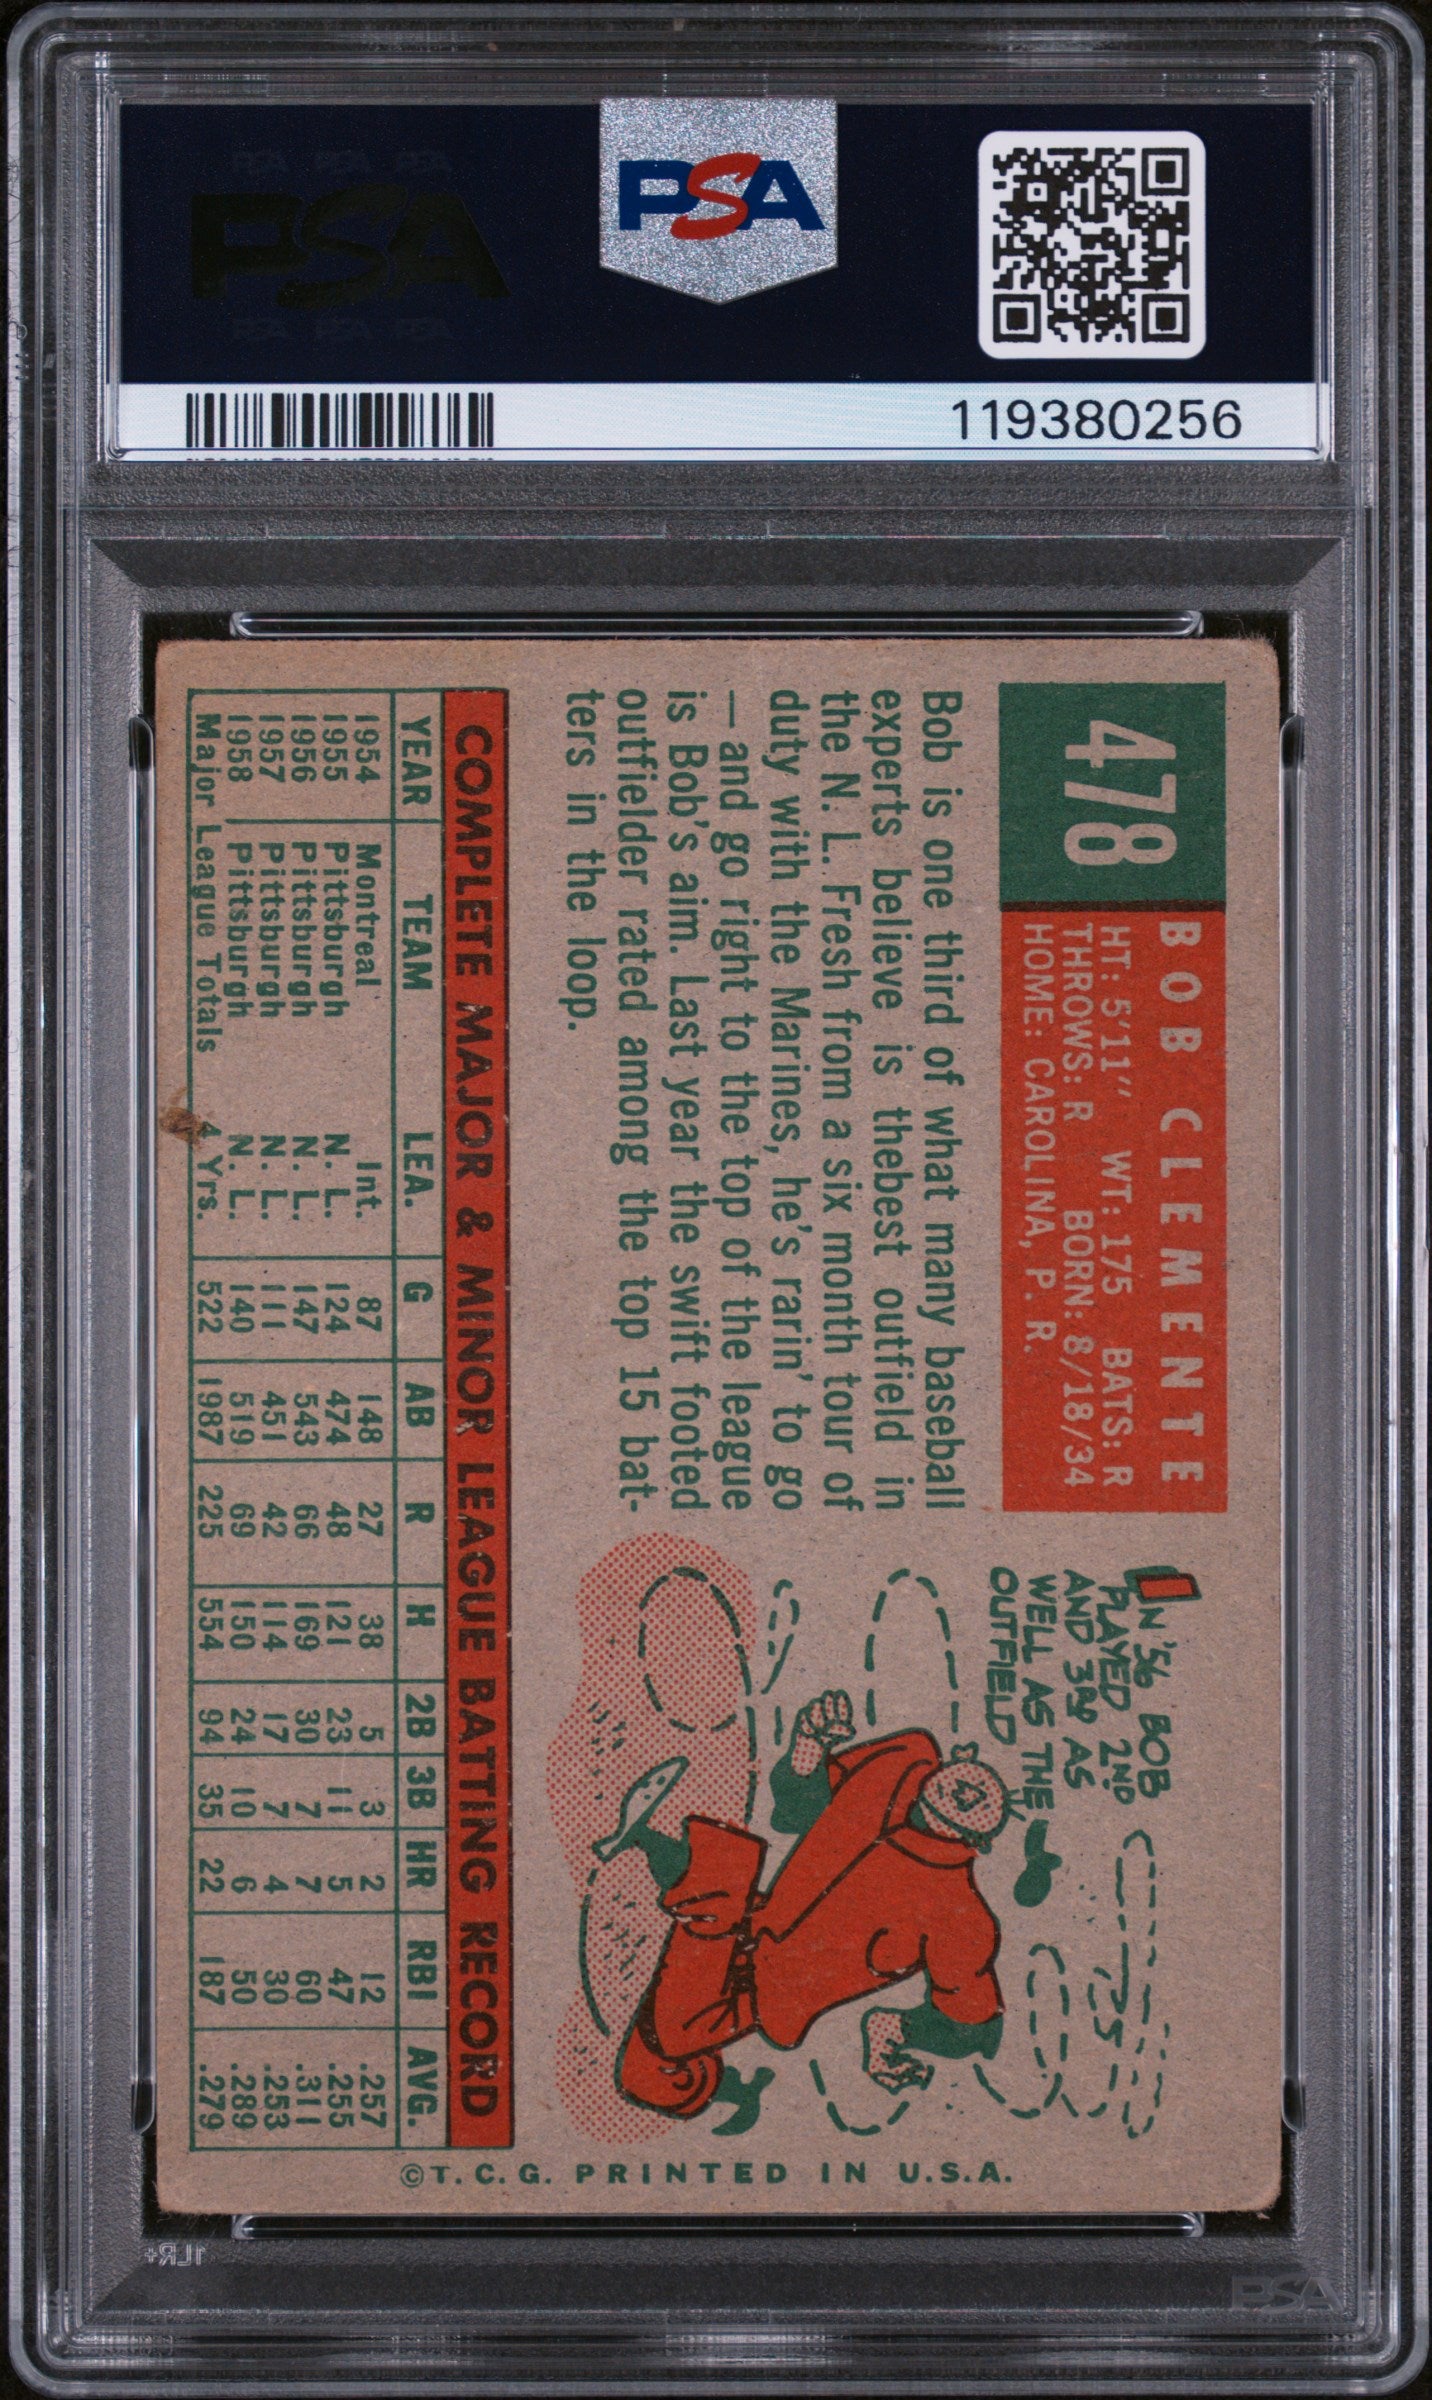 PSA
PSA
119380256
478
BOB CLEMENTE
HT: 5'11" WT: 175 BATS: R
THROWS: R BORN: 8/18/34
HOME: CAROLINA, P. R.
Bob is one third of what many baseball
experts believe is thebest outfield in
the N. L. Fresh from a six month tour of
duty with the Marines, he's rarin' to go
—and go right to the top of the league
is Bob's aim. Last year the swift footed
outfielder rated among the top 15 bat-
ters in the loop.
IN '56 BOB
PLAYED 2ND
AND 3RD AS
WELL AS THE
OUTFIELD
COMPLETE MAJOR & MINOR LEAGUE BATTING RECORD
YEAR TEAM LEA. G AB R H 2B 3B HR RBI AVG.
1954 Montreal Int. 87 148 27 38 5 3 2 12 .257
1955 Pittsburgh N. L. 124 474 48 121 23 11 5 47 .255
1956 Pittsburgh N. L. 147 543 66 169 30 7 7 60 .311
1957 Pittsburgh N. L. 111 451 42 114 17 7 4 30 .253
1958 Pittsburgh N. L. 140 519 69 150 24 10 6 50 .289
Major League Totals 4 Yrs. 522 1987 225 554 94 35 22 187 .279
©T. C. G. PRINTED IN U.S.A.
1LR+
PSA